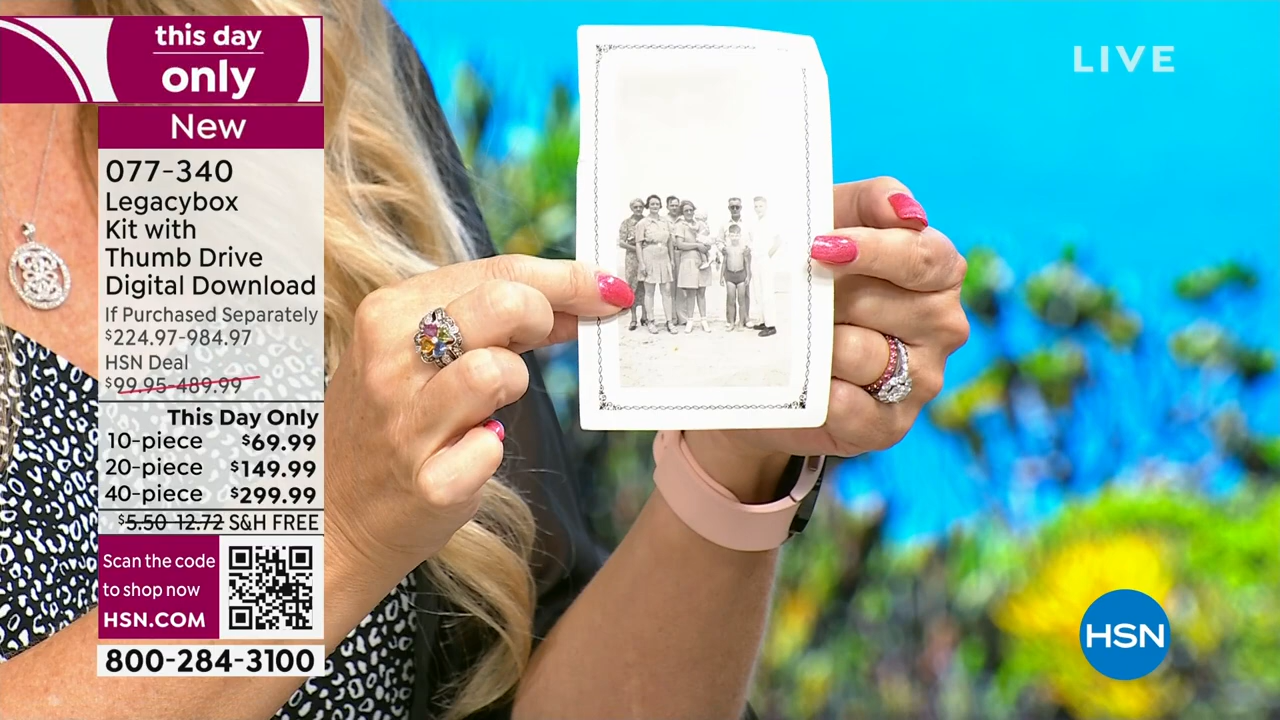 this day
only
New
077-340
Legacybox
Kit with
Thumb Drive
Digital Download
If Purchased Separately
$224.97-984.97
HSN Deal
$99.95-489.99
This Day Only
10-piece $69.99
20-piece $149.99
40-piece $299.99
$5.50-12.72 S&H FREE
Scan the code
to shop now
HSN.COM
800-284-3100
LIVE
HSN